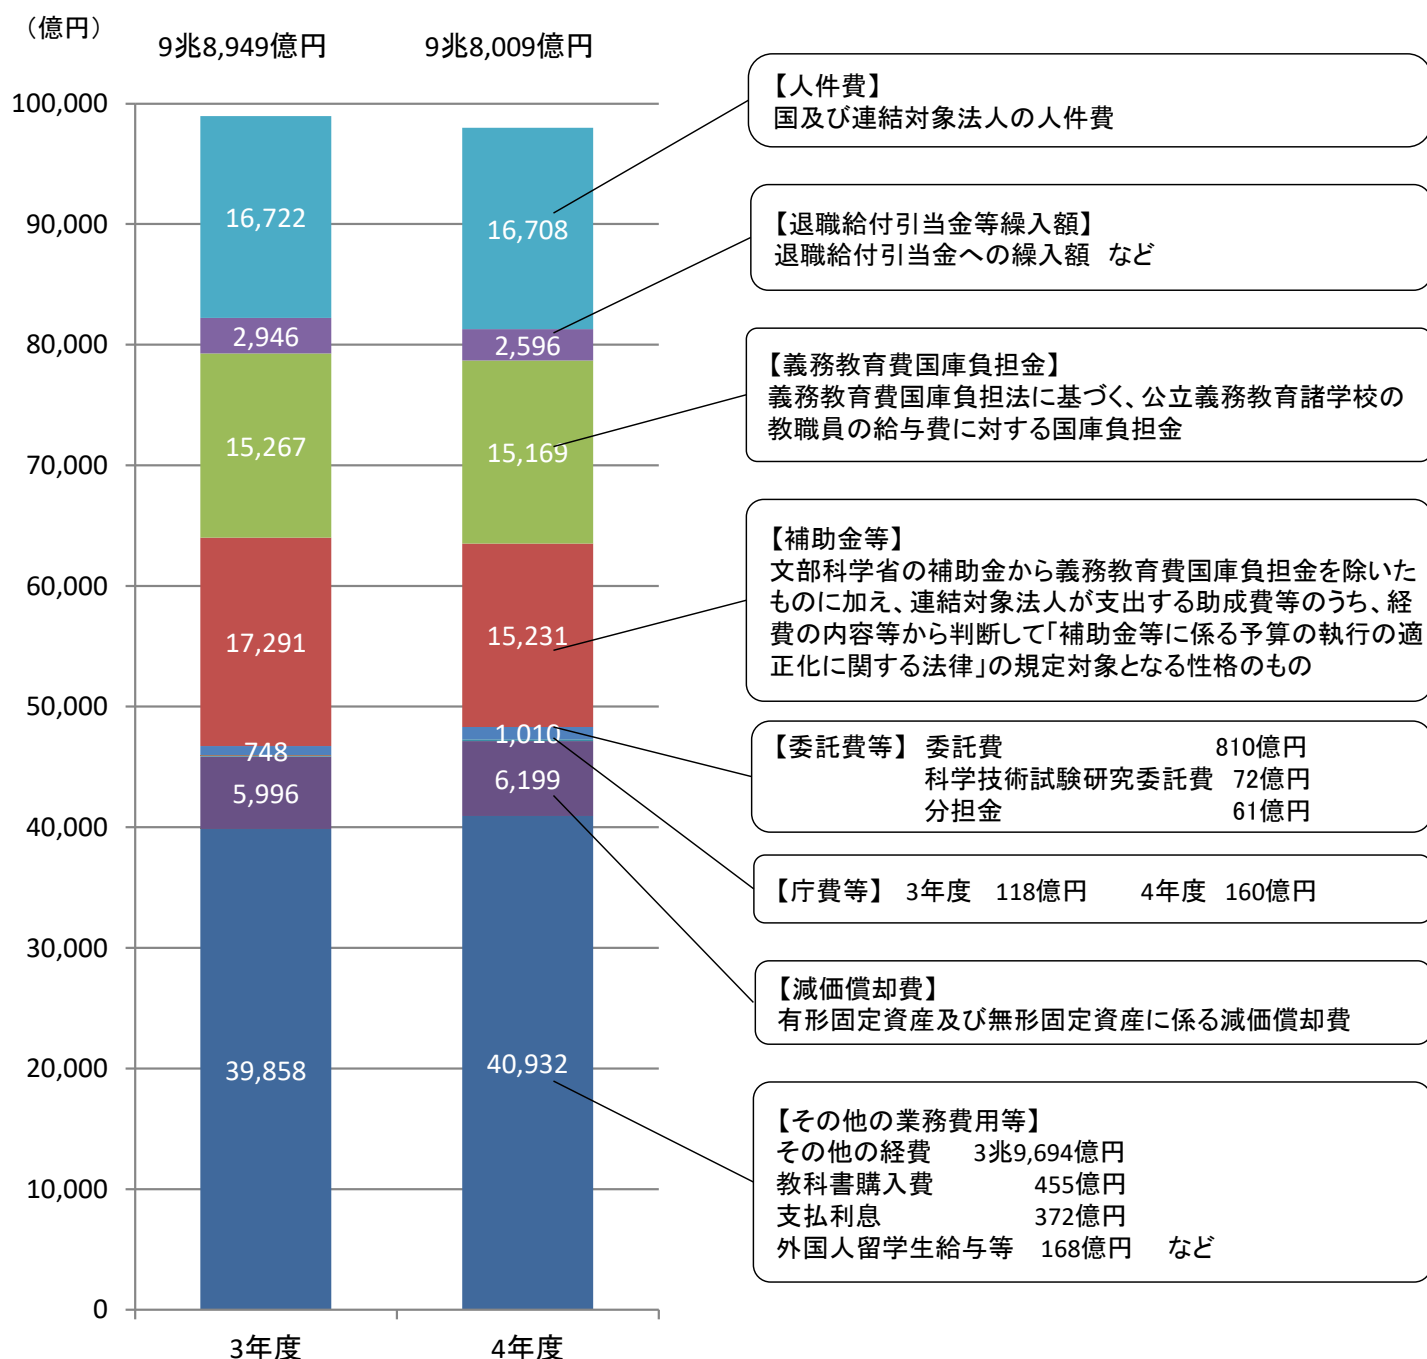 （億円）
9兆8,949億円
9兆8,009億円
100,000
90,000
80,000
70,000
60,000
50,000
40,000
30,000
20,000
10,000
0
16,722
2,946
15,267
17,291
748
5,996
39,858
16,708
2,596
15,169
15,231
1,010
6,199
40,932
3年度
4年度
【人件費】
国及び連結対象法人の人件費
【退職給付引当金等繰入額】
退職給付引当金への繰入額 など
【義務教育費国庫負担金】
義務教育費国庫負担法に基づく、公立義務教育諸学校の
教職員の給与費に対する国庫負担金
【補助金等】
文部科学省の補助金から義務教育費国庫負担金を除いた
ものに加え、連結対象法人が支出する助成費等のうち、経
費の内容等から判断して「補助金等に係る予算の執行の適
正化に関する法律」の規定対象となる性格のもの
【委託費等】 委託費 810億円
科学技術試験研究委託費 72億円
分担金 61億円
【庁費等】 3年度 118億円 4年度 160億円
【減価償却費】
有形固定資産及び無形固定資産に係る減価償却費
【その他の業務費用等】
その他の経費 3兆9,694億円
教科書購入費 455億円
支払利息 372億円
外国人留学生給与等 168億円 など